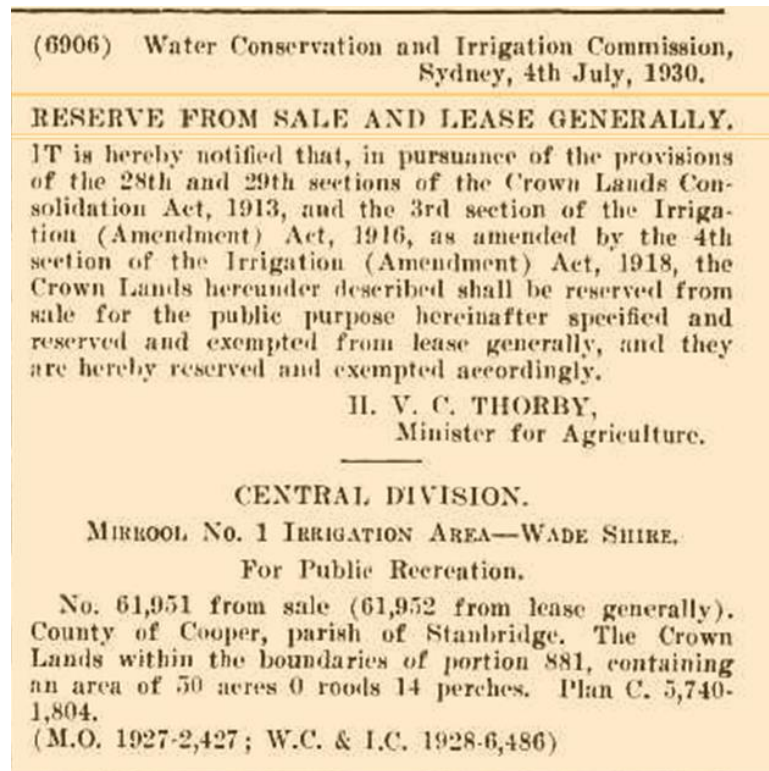 (6906) Water Conservation and Irrigation Commission,
Sydney, 4th July, 1930.
RESERVE FROM SALE AND LEASE GENERALLY.
IT is hereby notified that, in pursuance of the provisions
of the 28th and 29th sections of the Crown Lands Con-
solidation Act, 1913, and the 3rd section of the Irriga-
tion (Amendment) Act, 1916, as amended by the 4th
section of the Irrigation (Amendment) Act, 1918, the
Crown Lands hereunder described shall be reserved from
sale for the public purpose hereinafter specified and
reserved and exempted from lease generally, and they
are hereby reserved and exempted accordingly.
H. V. C. THORBY,
Minister for Agriculture.
CENTRAL DIVISION.
MIRROOL NO. 1 IRRIGATION AREA—WADE SHIRE.
For Public Recreation.
No. 61,951 from sale (61,952 from lease generally).
County of Cooper, parish of Stanbridge. The Crown
Lands within the boundaries of portion 881, containing
an area of 50 acres 0 roods 14 perches. Plan C. 5,740-
1,804.
(M.O. 1927-2,427; W.C. & I.C. 1928-6,486)